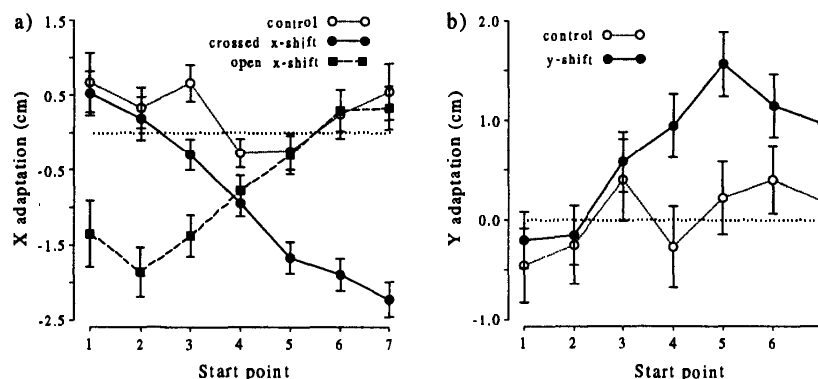 a)
control
crossed x-shift
open x-shift
X adaptation (cm)
1.5
0.5
-0.5
-1.5
-2.5
1 2 3 4 5 6 7
Start point
b)
control
y-shift
Y adaptation (cm)
2.0
1.0
0.0
-1.0
1 2 3 4 5 6
Start point